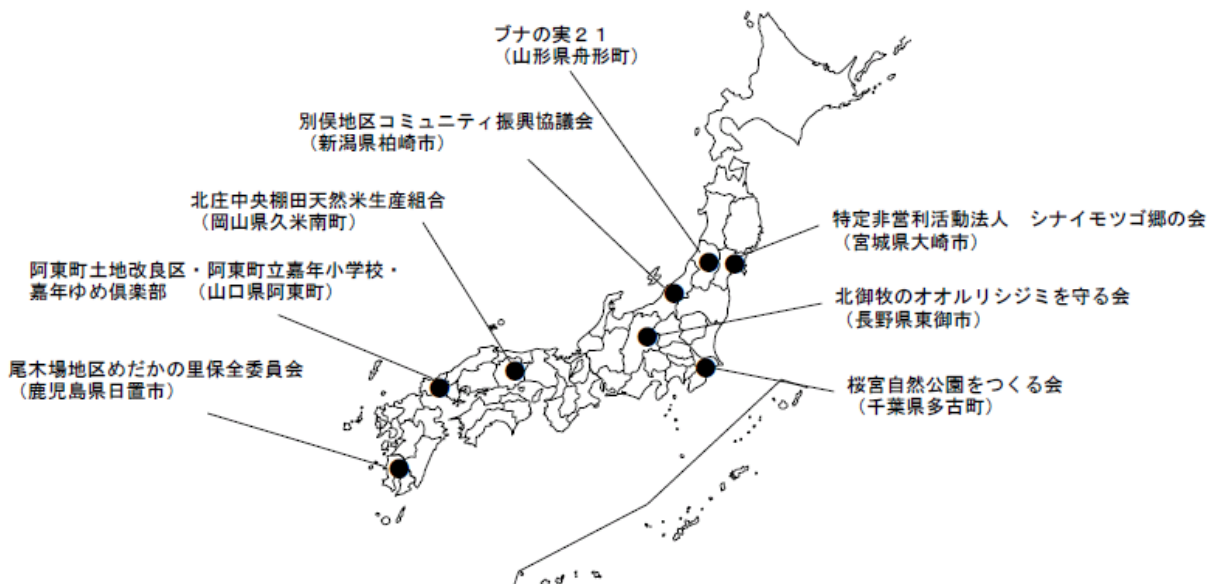 ブナの実２１
（山形県舟形町）
別俣地区コミュニティ振興協議会
（新潟県柏崎市）
北庄中央棚田天然米生産組合
（岡山県久米南町）
阿東町土地改良区・阿東町立嘉年小学校・
嘉年ゆめ倶楽部　（山口県阿東町）
尾木場地区めだかの里保全委員会
（鹿児島県日置市）
特定非営利活動法人　シナイモツゴ郷の会
（宮城県大崎市）
北御牧のオオルリシジミを守る会
（長野県東御市）
桜宮自然公園をつくる会
（千葉県多古町）